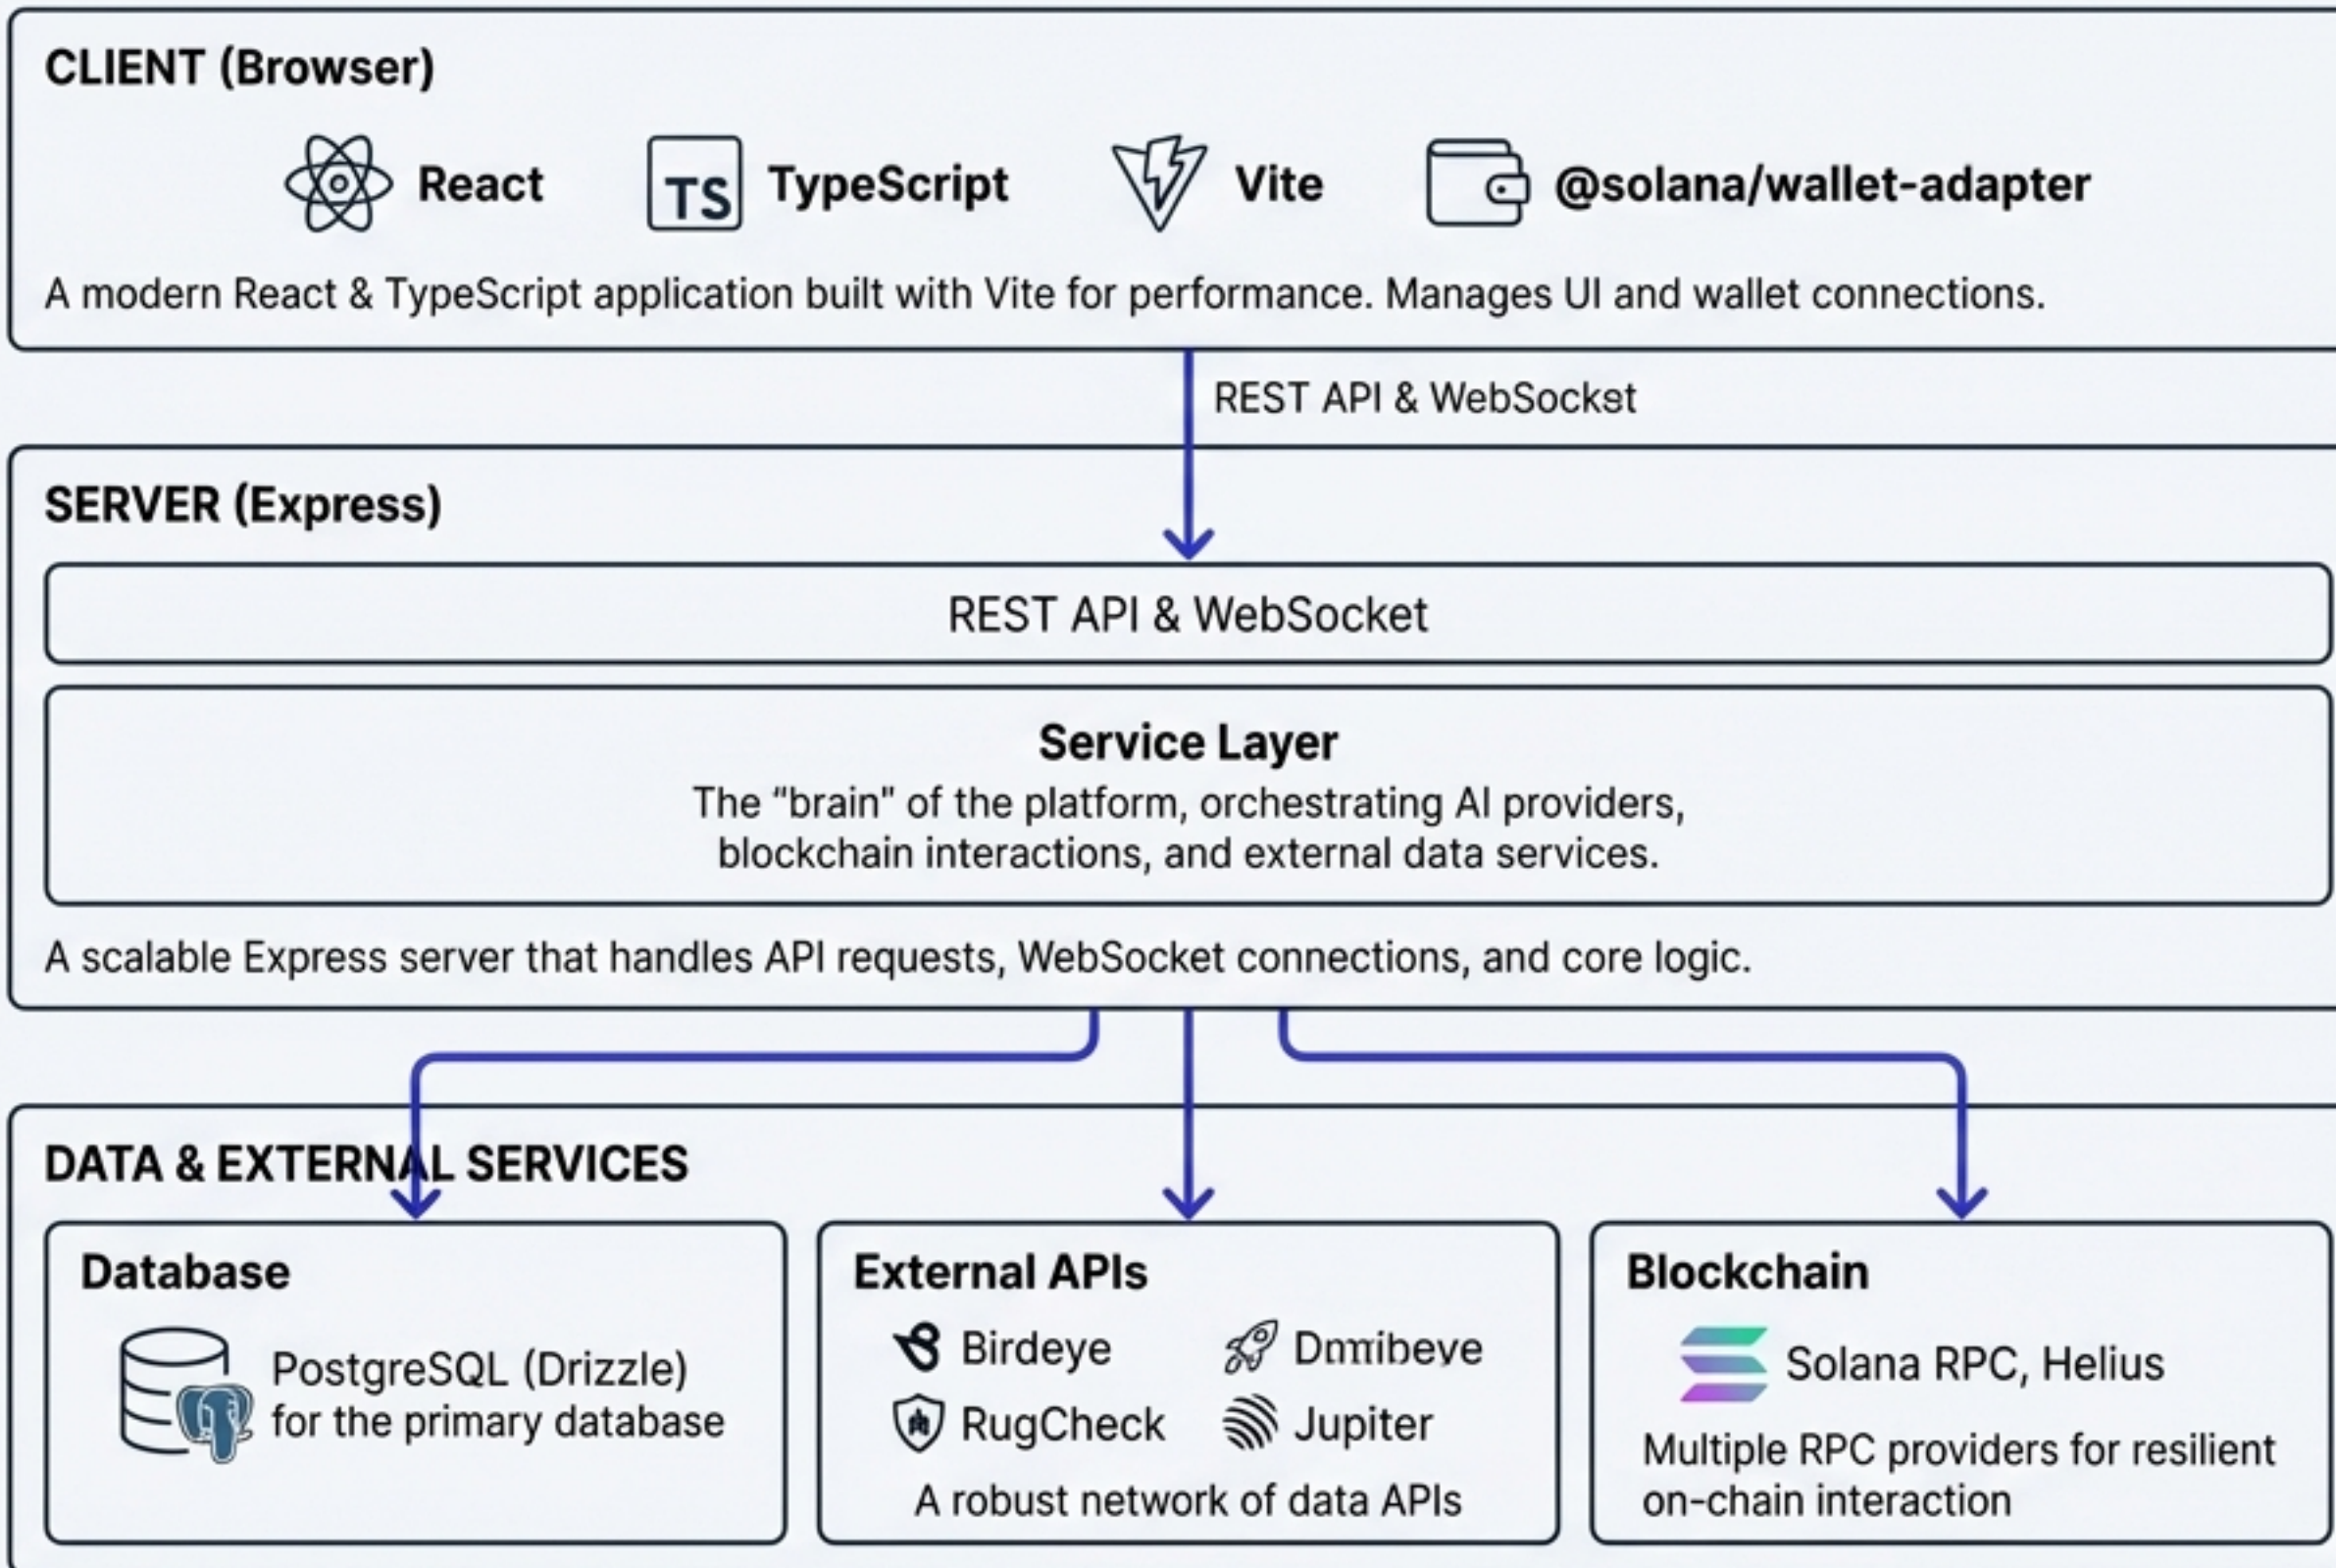 CLIENT (Browser)
React
TS
TypeScript
Vite
@solana/wallet-adapter
A modern React & TypeScript application built with Vite for performance. Manages UI and wallet connections.
REST API & WebSocket
SERVER (Express)
REST API & WebSocket
Service Layer
The “brain" of the platform, orchestrating AI providers,
blockchain interactions, and external data services.
A scalable Express server that handles API requests, WebSocket connections, and core logic.
DATA & EXTERNAL SERVICES
Database
PostgreSQL (Drizzle)
for the primary database
External APIs
Birdeye
RugCheck
Jupiter
A robust network of data APIs
Blockchain
Solana RPC, Helius
Multiple RPC providers for resilient
on-chain interaction